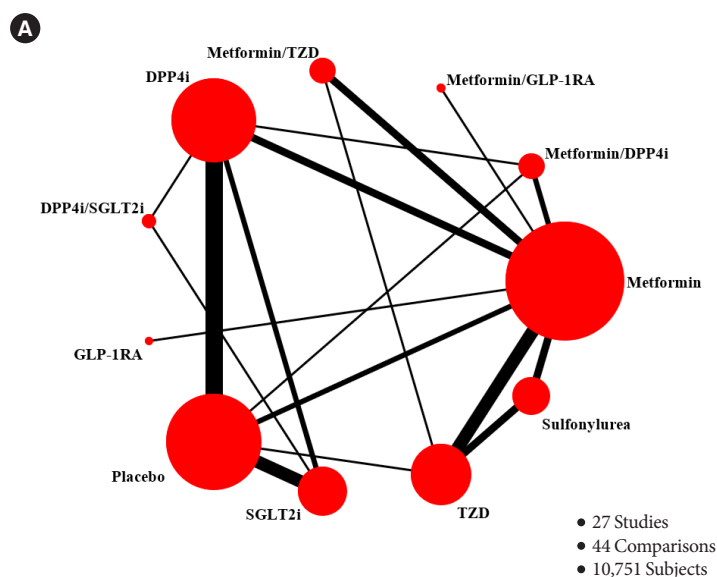 A
Metformin/TZD
DPP4i
Metformin/GLP-1RA
Metformin/DPP4i
DPP4i/SGLT2i
Metformin
GLP-1RA
Sulfonylurea
Placebo
SGLT2i
TZD
• 27 Studies
• 44 Comparisons
• 10,751 Subjects